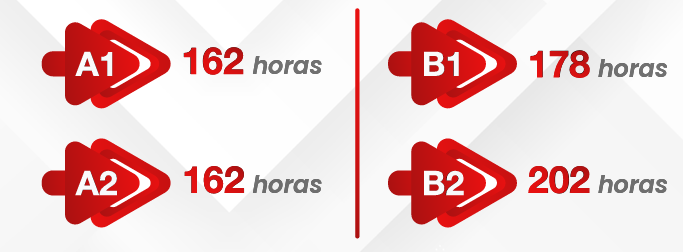 A1 162 horas
A2 162 horas
B1 178 horas
B2 202 horas